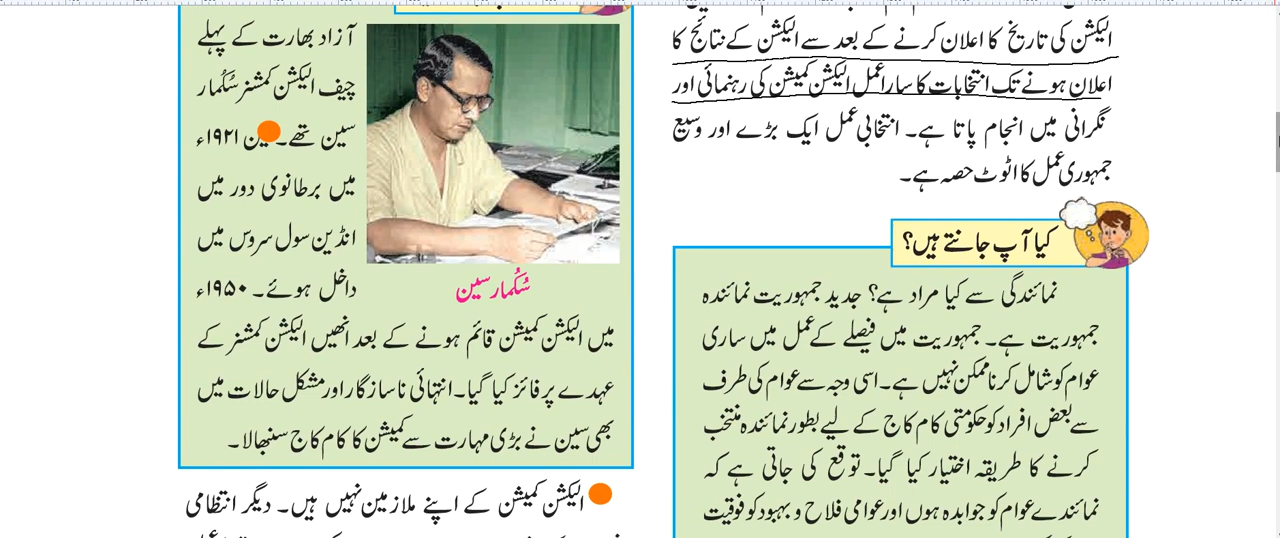 الیکشن کی تاریخ کا اعلان کرنے کے بعد سے الیکشن کے نتائج کا
اعلان ہونے تک انتخابات کا سارا عمل الیکشن کمیشن کی رہنمائی اور
نگرانی میں انجام پاتا ہے۔ انتخابی عمل ایک بڑے اور وسیع
جمہوری عمل کا اٹوٹ حصہ ہے۔
کیا آپ جانتے ہیں؟
نمائندگی سے کیا مراد ہے؟ جدید جمہوریت نمائندہ
جمہوریت ہے۔ جمہوریت میں فیصلے کے عمل میں ساری
عوام کو شامل کرنا ممکن نہیں ہے۔ اسی وجہ سے عوام کی طرف
سے بعض افراد کو حکومتی کام کاج کے لیے بطور نمائندہ منتخب
کرنے کا طریقہ اختیار کیا گیا۔ توقع کی جاتی ہے کہ
نمائندے عوام کو جوابدہ ہوں اور عوامی فلاح و بہبود کو فوقیت
آزاد بھارت کے پہلے
چیف الیکشن کمشنر سُکُمار
سین تھے۔ ۱۹۲۱ء
میں برطانوی دور میں
انڈین سول سروس میں
داخل ہوئے۔ ۱۹۵۰ء
سُکُمار سین
میں الیکشن کمیشن قائم ہونے کے بعد انھیں الیکشن کمشنر کے
عہدے پر فائز کیا گیا۔ انتہائی ناسازگار اور مشکل حالات میں
بھی سین نے بڑی مہارت سے کمیشن کا کام کاج سنبھالا۔
الیکشن کمیشن کے اپنے ملازمین نہیں ہیں۔ دیگر انتظامی